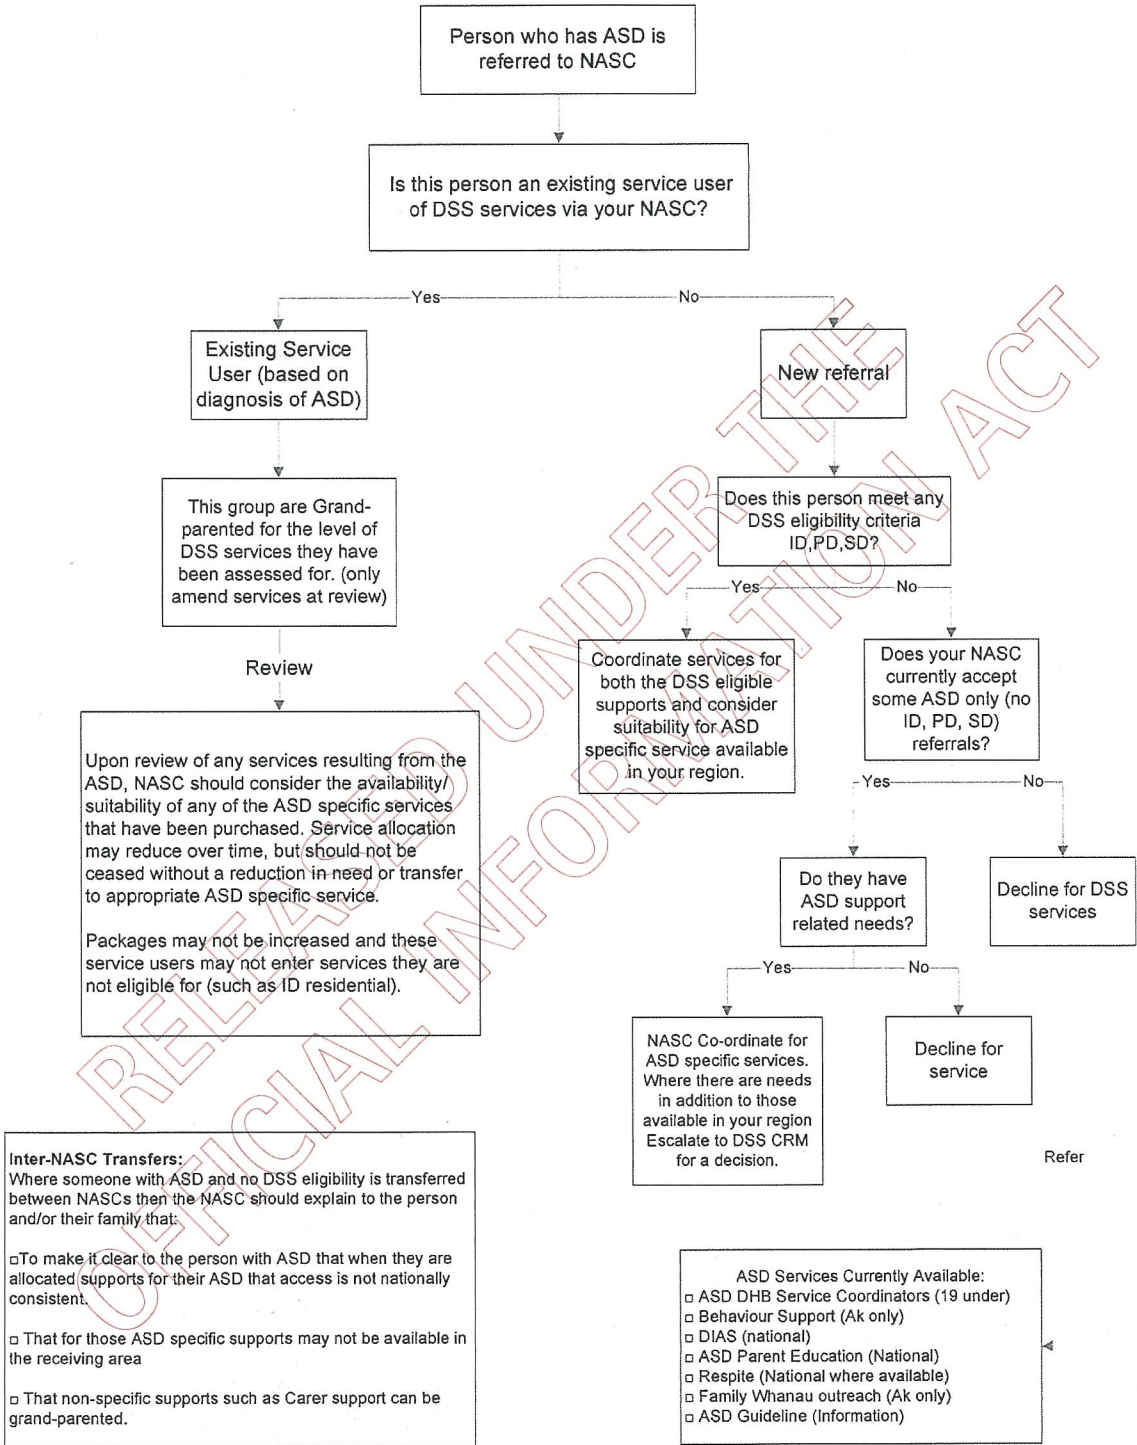 Person who has ASD is
referred to NASC
Is this person an existing service user
of DSS services via your NASC?
Yes
No
Existing Service
User (based on
diagnosis of ASD)
New referral
This group are Grand-
parented for the level of
DSS services they have
been assessed for. (only
amend services at review)
Does this person meet any
DSS eligibility criteria
ID,PD,SD?
Yes
No
Review
Coordinate services for
both the DSS eligible
supports and consider
suitability for ASD
specific service available
in your region.
Does your NASC
currently accept
some ASD only (no
ID, PD, SD)
referrals?
Upon review of any services resulting from the
ASD, NASC should consider the availability/
suitability of any of the ASD specific services
that have been purchased. Service allocation
may reduce over time, but should not be
ceased without a reduction in need or transfer
to appropriate ASD specific service.
Packages may not be increased and these
service users may not enter services they are
not eligible for (such as ID residential).
Yes
No
Do they have
ASD support
related needs?
Decline for DSS
services
Yes
No
NASC Co-ordinate for
ASD specific services.
Where there are needs
in addition to those
available in your region
Escalate to DSS CRM
for a decision.
Decline for
service
Refer
Inter-NASC Transfers:
Where someone with ASD and no DSS eligibility is transferred
between NASCs then the NASC should explain to the person
and/or their family that:
□To make it clear to the person with ASD that when they are
allocated supports for their ASD that access is not nationally
consistent.
□ That for those ASD specific supports may not be available in
the receiving area
□ That non-specific supports such as Carer support can be
grand-parented.
ASD Services Currently Available:
□ ASD DHB Service Coordinators (19 under)
□ Behaviour Support (Ak only)
□ DIAS (national)
□ ASD Parent Education (National)
□ Respite (National where available)
□ Family Whanau outreach (Ak only)
□ ASD Guideline (Information)
RELEASED UNDER THE
OFFICIAL INFORMATION ACT